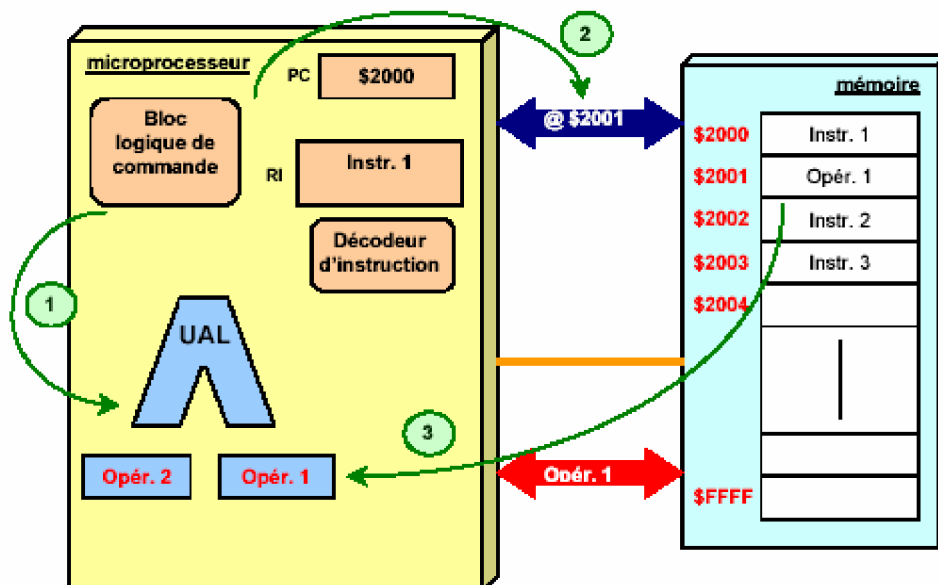 microprocesseur
PC
$2000
2
Bloc
logique de
commande
RI
Instr. 1
Décodeur
d'instruction
1
UAL
3
Opér. 2
Opér. 1
@ $2001
Opér. 1
mémoire
$2000
Instr. 1
$2001
Opér. 1
$2002
Instr. 2
$2003
Instr. 3
$2004
$FFFF